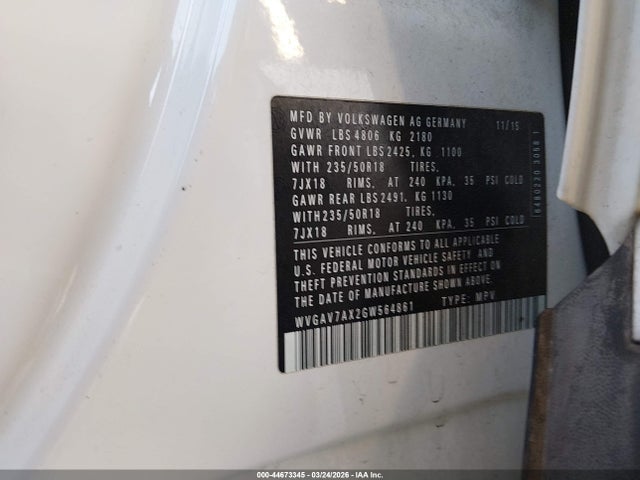 MFD BY VOLKSWAGEN AG GERMANY 11/15
GVWR LBS 4806 KG 2180
GAWR FRONT LBS 2425, KG 1100
WITH 235/50R18 TIRES,
7JX18 RIMS, AT 240 KPA, 35 PSI COLD
GAWR REAR LBS 2491, KG 1130
WITH 235/50R18 TIRES,
7JX18 RIMS, AT 240 KPA, 35 PSI COLD
THIS VEHICLE CONFORMS TO ALL APPLICABLE
U.S. FEDERAL MOTOR VEHICLE SAFETY AND
THEFT PREVENTION STANDARDS IN EFFECT ON
THE DATE OF MANUFACTURE SHOWN ABOVE
WVGAV7AX2GW564861 TYPE: MPV
000-44673345 - 03/24/2026 - IAA Inc.